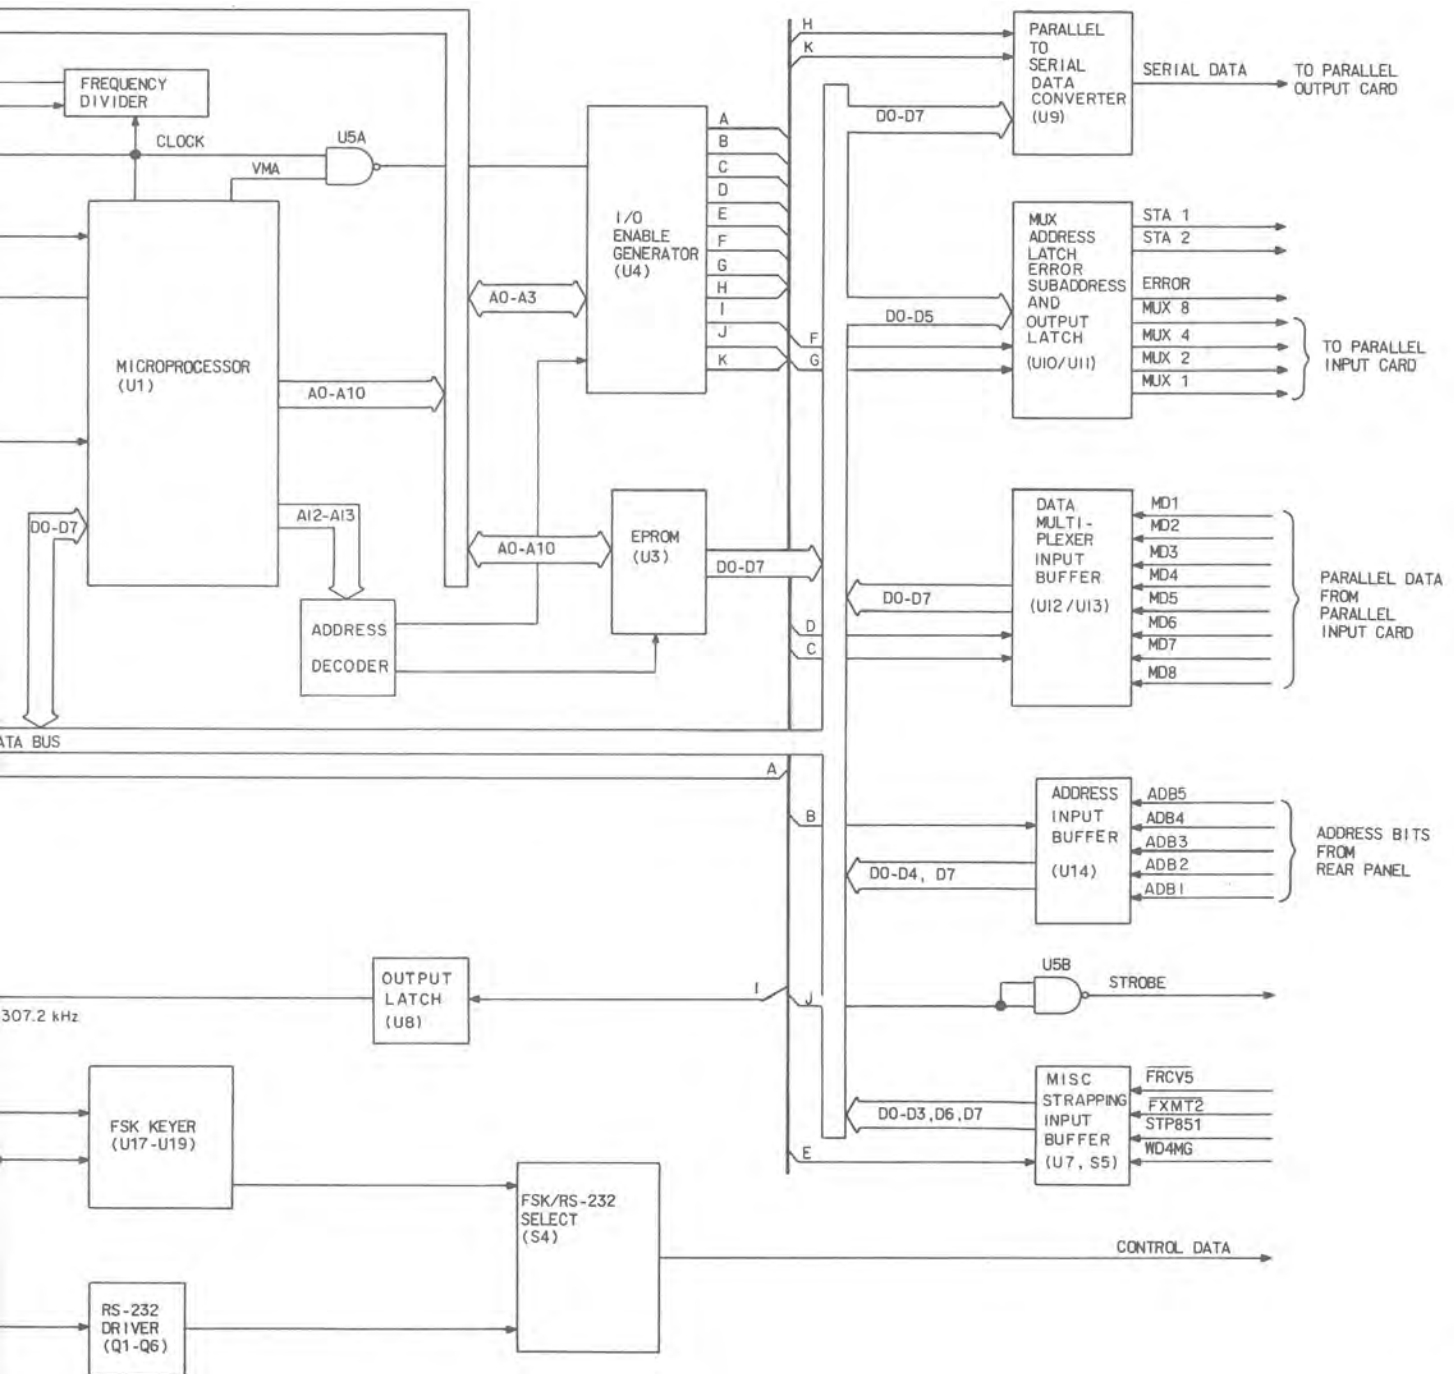 FREQUENCY
DIVIDER
CLOCK
U5A
VMA
MICROPROCESSOR
(U1)
A0-A10
A12-A13
D0-D7
ADDRESS
DECODER
ATA BUS
A0-A3
A0-A10
I/O
ENABLE
GENERATOR
(U4)
A
B
C
D
E
F
G
H
I
J
K
EPROM
(U3)
D0-D7
H
K
D0-D7
PARALLEL
TO
SERIAL
DATA
CONVERTER
(U9)
SERIAL DATA
TO PARALLEL
OUTPUT CARD
D0-D5
F
G
MUX
ADDRESS
LATCH
ERROR
SUBADDRESS
AND
OUTPUT
LATCH
(U10/U11)
STA 1
STA 2
ERROR
MUX 8
MUX 4
MUX 2
MUX 1
TO PARALLEL
INPUT CARD
D0-D7
D
C
DATA
MULTI-
PLEXER
INPUT
BUFFER
(U12/U13)
MD1
MD2
MD3
MD4
MD5
MD6
MD7
MD8
PARALLEL DATA
FROM
PARALLEL
INPUT CARD
A
B
D0-D4, D7
ADDRESS
INPUT
BUFFER
(U14)
ADB5
ADB4
ADB3
ADB2
ADB1
ADDRESS BITS
FROM
REAR PANEL
OUTPUT
LATCH
(U8)
307.2 kHz
I
J
U5B
STROBE
D0-D3,D6,D7
E
MISC
STRAPPING
INPUT
BUFFER
(U7, S5)
FRCV5
FXMT2
STP851
WD4MG
FSK KEYER
(U17-U19)
FSK/RS-232
SELECT
(S4)
CONTROL DATA
RS-232
DRIVER
(Q1-Q6)